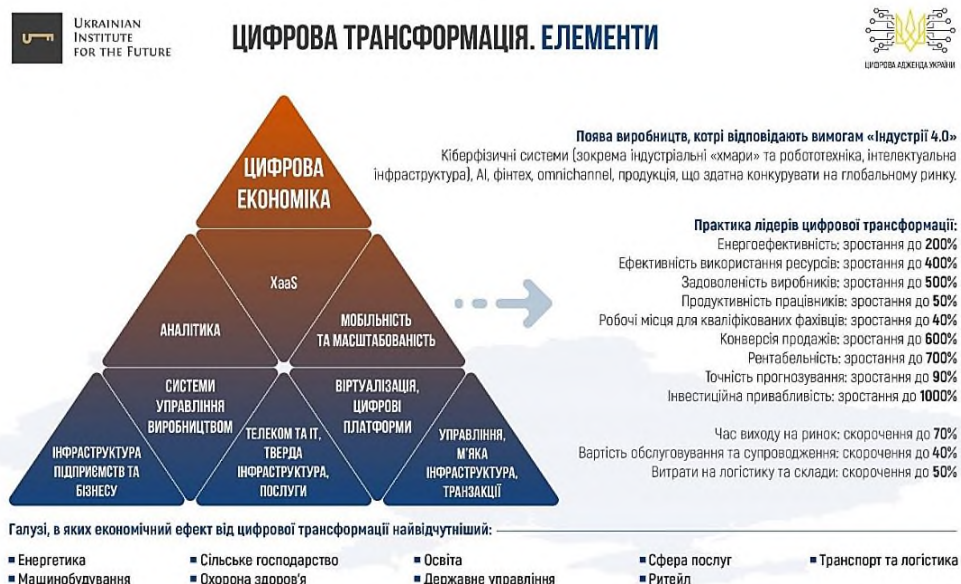 UKRAINIAN
INSTITUTE
FOR THE FUTURE
ЦИФРОВА ТРАНСФОРМАЦІЯ. ЕЛЕМЕНТИ
ЦИФРОВА АДЖЕНДА УКРАЇНИ
ЦИФРОВА
ЕКОНОМІКА
XaaS
АНАЛІТИКА
МОБІЛЬНІСТЬ
ТА МАСШТАБОВАНІСТЬ
СИСТЕМИ
УПРАВЛІННЯ
ВИРОБНИЦТВОМ
ВІРТУАЛІЗАЦІЯ,
ЦИФРОВІ
ПЛАТФОРМИ
ІНФРАСТРУКТУРА
ПІДПРИЄМСТВ ТА
БІЗНЕСУ
ТЕЛЕКОМ ТА ІТ,
ТВЕРДА
ІНФРАСТРУКТУРА,
ПОСЛУГИ
УПРАВЛІННЯ,
М'ЯКА
ІНФРАСТРУКТУРА,
ТРАНЗАКЦІЇ
Поява виробництв, котрі відповідають вимогам «Індустрії 4.0»
Кіберфізичні системи (зокрема індустріальні «хмари» та робототехніка, інтелектуальна
інфраструктура), AI, фінтех, omnichannel, продукція, що здатна конкурувати на глобальному ринку.
Практика лідерів цифрової трансформації:
Енергоефективність: зростання до 200%
Ефективність використання ресурсів: зростання до 400%
Задоволеність виробників: зростання до 500%
Продуктивність працівників: зростання до 50%
Робочі місця для кваліфікованих фахівців: зростання до 40%
Конверсія продажів: зростання до 600%
Рентабельність: зростання до 700%
Точність прогнозування: зростання до 90%
Інвестиційна привабливість: зростання до 1000%
Час виходу на ринок: скорочення до 70%
Вартість обслуговування та супроводження: скорочення до 40%
Витрати на логістику та склади: скорочення до 50%
Галузі, в яких економічний ефект від цифрової трансформації найвідчутніший:
▪ Енергетика
▪ Машинобудування
▪ Сільське господарство
▪ Охорона здоров'я
▪ Освіта
▪ Державне управління
▪ Сфера послуг
▪ Ритейл
▪ Транспорт та логістика